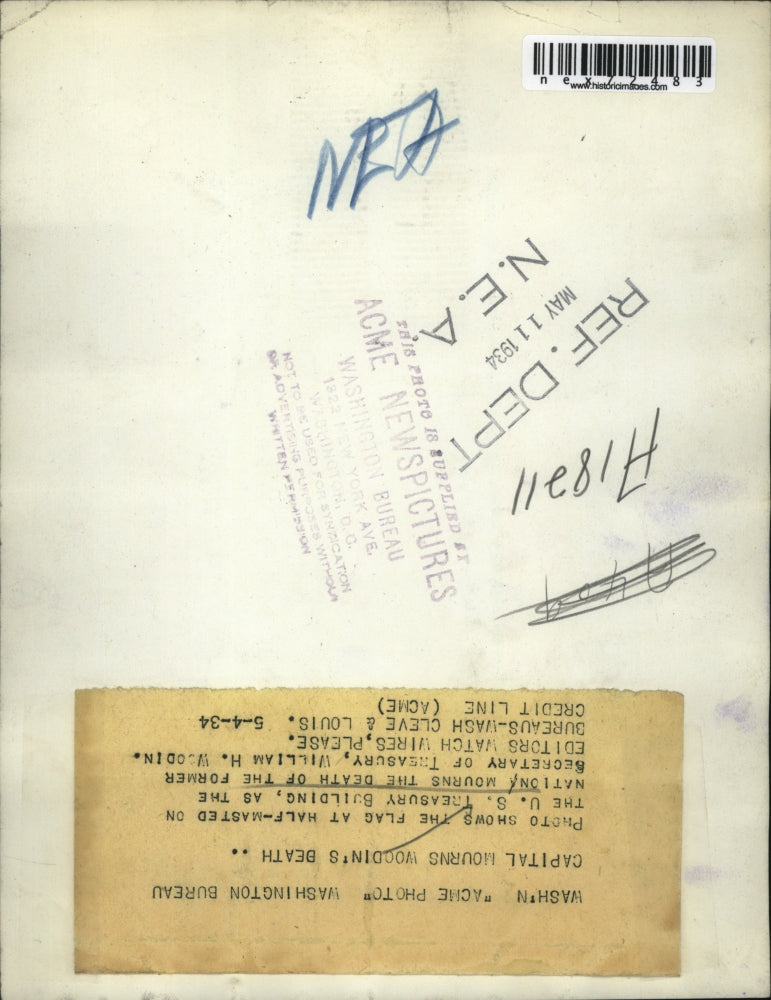 nex72483
www.historicimages.com
NEA
REF. DEPT
MAY 11 1934
N.E.A
THIS PHOTO IS SUPPLIED BY
ACME NEWSPICTURES
WASHINGTON BUREAU
1322 NEW YORK AVE.
WASHINGTON, D. C.
NOT TO BE USED FOR SYNDICATION
OR ADVERTISING PURPOSES WITHOUT
WRITTEN PERMISSION
WASH'N "ACME PHOTO" WASHINGTON BUREAU
CAPITAL MOURNS WOODIN'S DEATH ..
PHOTO SHOWS THE FLAG AT HALF-MASTED ON
THE U. S. TREASURY BUILDING, AS THE
NATION MOURNS THE DEATH OF THE FORMER
SECRETARY OF TREASURY, WILLIAM H. WOODIN.
EDITORS WATCH WIRES, PLEASE.
BUREAUS-WASH CLEVE & LOUIS. 5-4-34
CREDIT LINE (ACME)